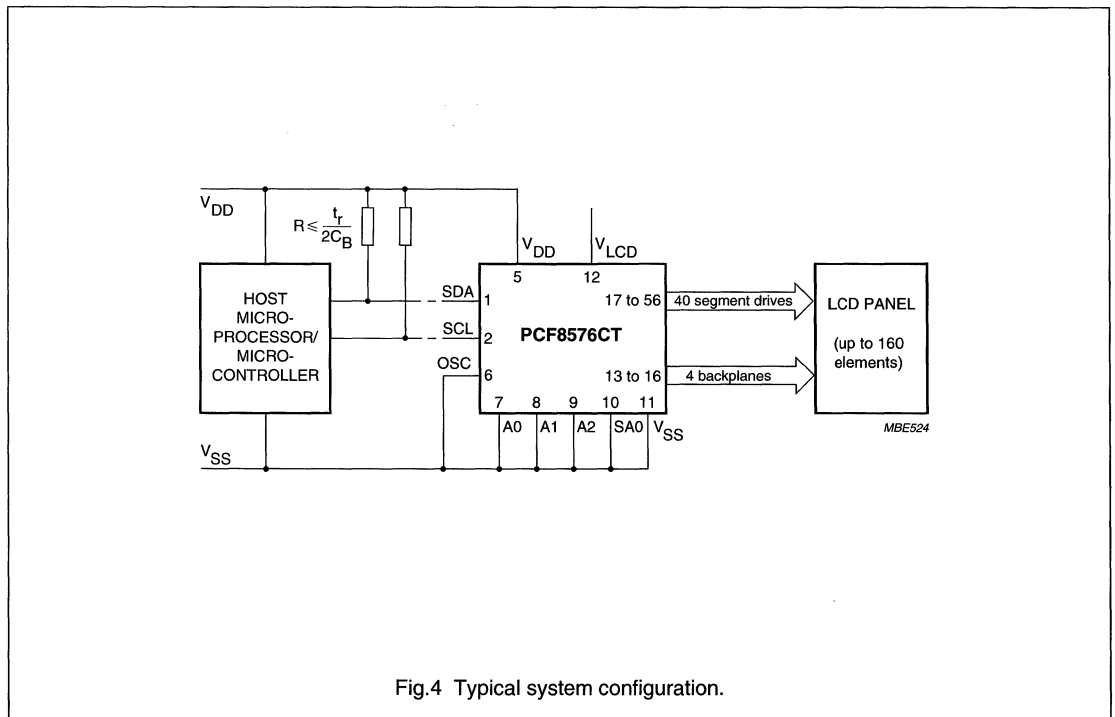 V_DD
R ≤ t_r / 2C_B
V_DD
V_LCD
5
12
HOST
MICRO-
PROCESSOR/
MICRO-
CONTROLLER
SDA
1
17 to 56
40 segment drives
LCD PANEL
SCL
2
PCF8576CT
(up to 160
elements)
OSC
6
13 to 16
4 backplanes
7
8
9
10
11
A0
A1
A2
SA0
V_SS
MBE524
V_SS
Fig.4 Typical system configuration.